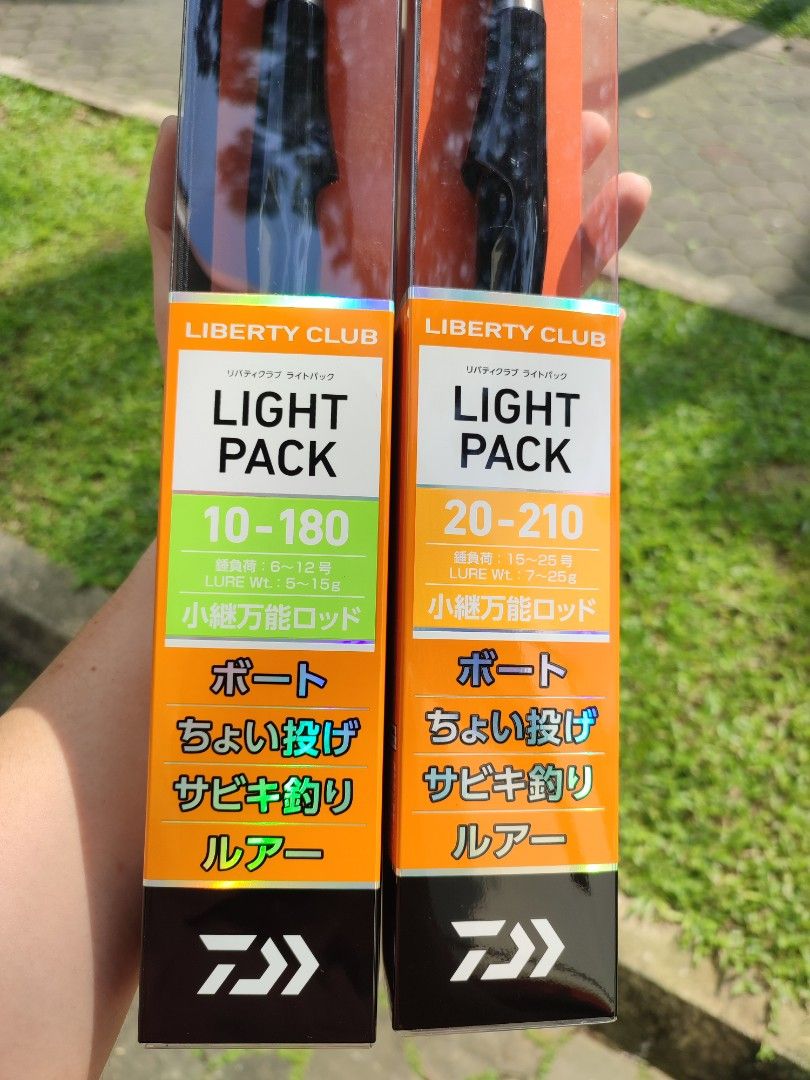 LIBERTY CLUB
リバティクラブ ライトパック
LIGHT
PACK
10-180
錘負荷：6〜12号
LURE Wt.：5〜15g
小継万能ロッド
ボート
ちょい投げ
サビキ釣り
ルアー
LIBERTY CLUB
リバティクラブ ライトパック
LIGHT
PACK
20-210
錘負荷：15〜25号
LURE Wt.：7〜25g
小継万能ロッド
ボート
ちょい投げ
サビキ釣り
ルアー